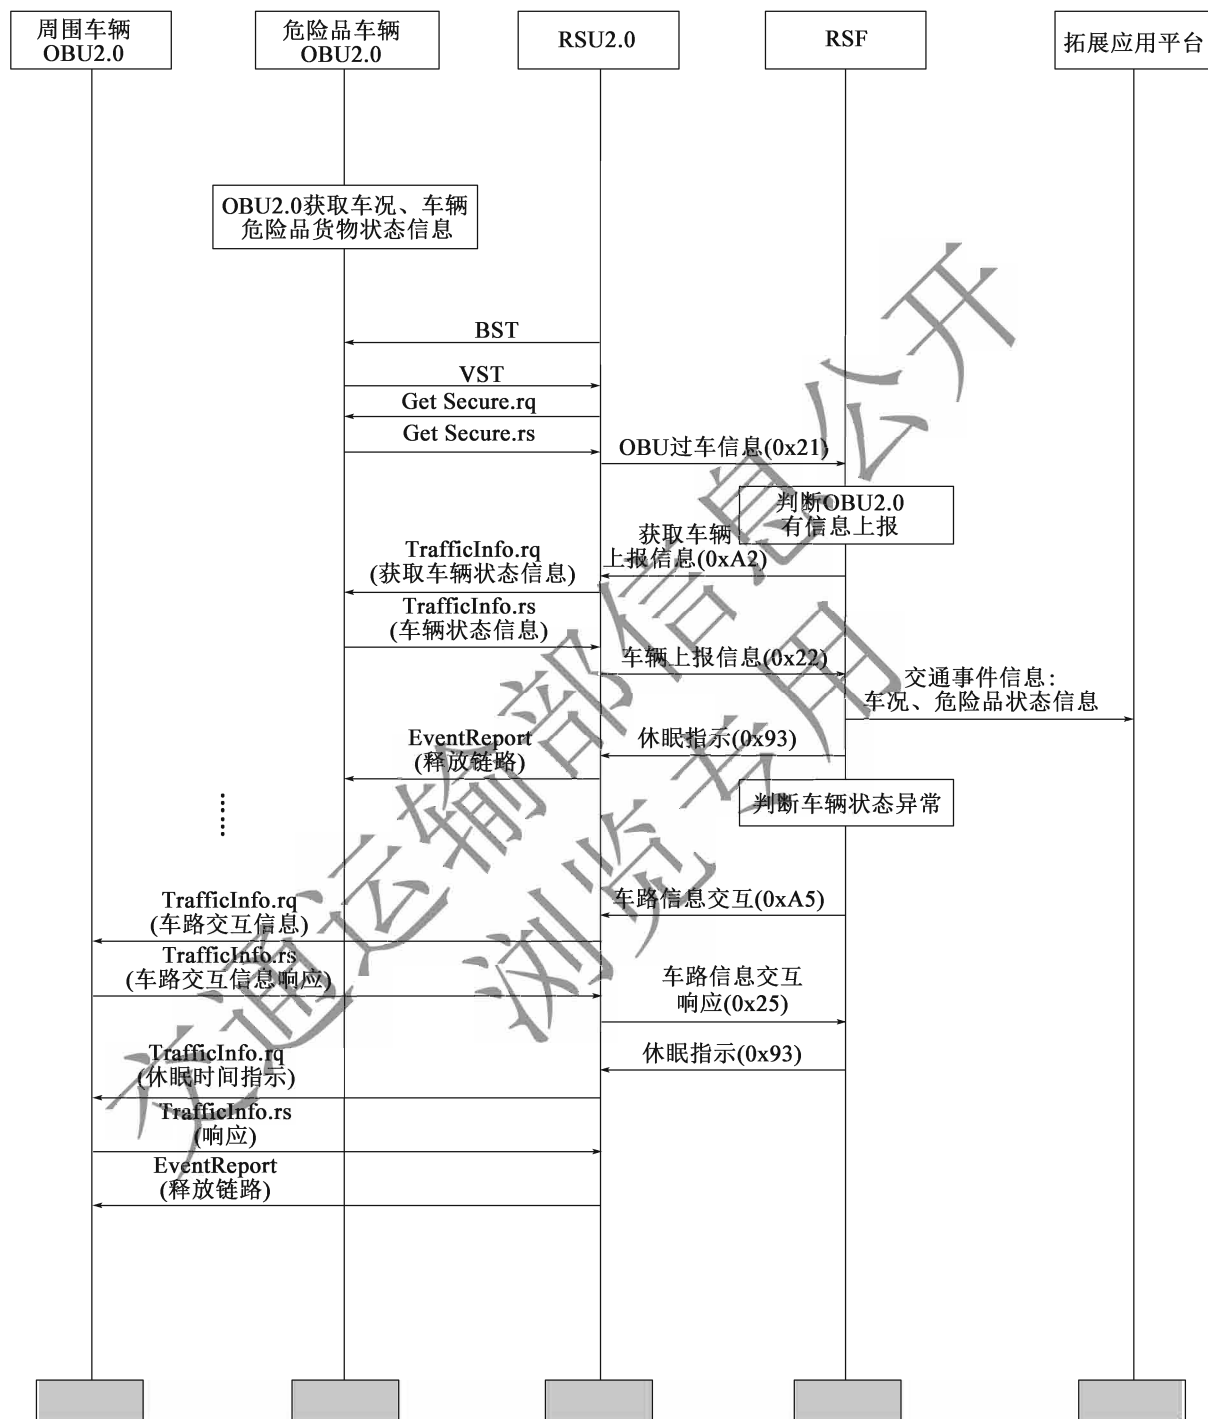 周围车辆
OBU2.0
危险品车辆
OBU2.0
RSU2.0
RSF
拓展应用平台
OBU2.0获取车况、车辆
危险品货物状态信息
BST
VST
Get Secure.rq
Get Secure.rs
OBU过车信息(0x21)
判断OBU2.0
有信息上报
获取车辆
上报信息(0xA2)
TrafficInfo.rq
(获取车辆状态信息)
TrafficInfo.rs
(车辆状态信息)
车辆上报信息(0x22)
交通事件信息:
车况、危险品状态信息
休眠指示(0x93)
EventReport
(释放链路)
判断车辆状态异常
……
车路信息交互(0xA5)
TrafficInfo.rq
(车路交互信息)
TrafficInfo.rs
(车路交互信息响应)
车路信息交互
响应(0x25)
休眠指示(0x93)
TrafficInfo.rq
(休眠时间指示)
TrafficInfo.rs
(响应)
EventReport
(释放链路)
交通运输部信息公开
浏览专用